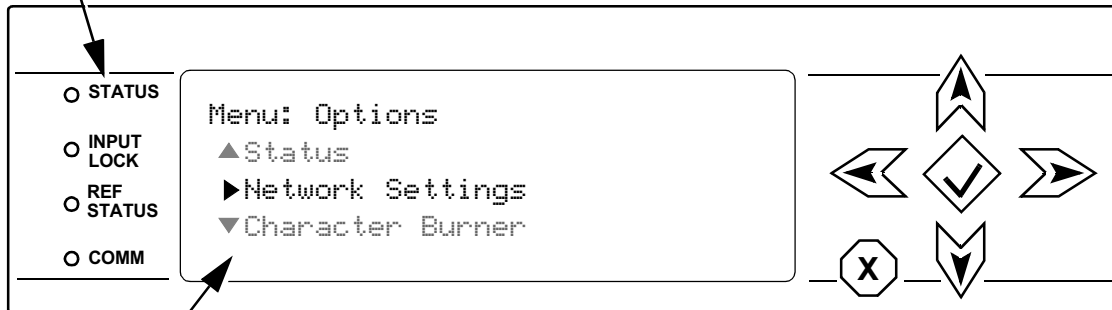 STATUS
INPUT
LOCK
REF
STATUS
COMM
Menu: Options
▲Status
▶Network Settings
▼Character Burner
X